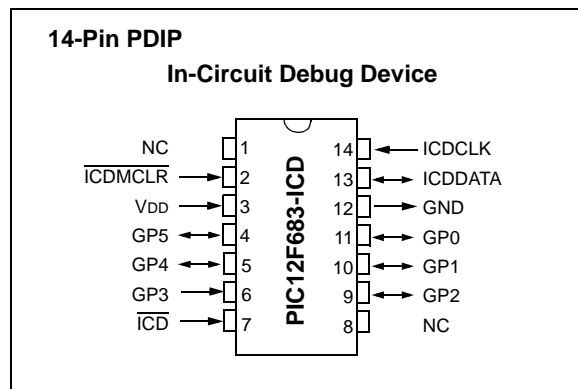 14-Pin PDIP
In-Circuit Debug Device
NC 1 14 ICDCLK
ICDMCLR 2 13 ICDDATA
VDD 3 12 GND
GP5 4 11 GP0
GP4 5 10 GP1
GP3 6 9 GP2
ICD 7 8 NC
PIC12F683-ICD